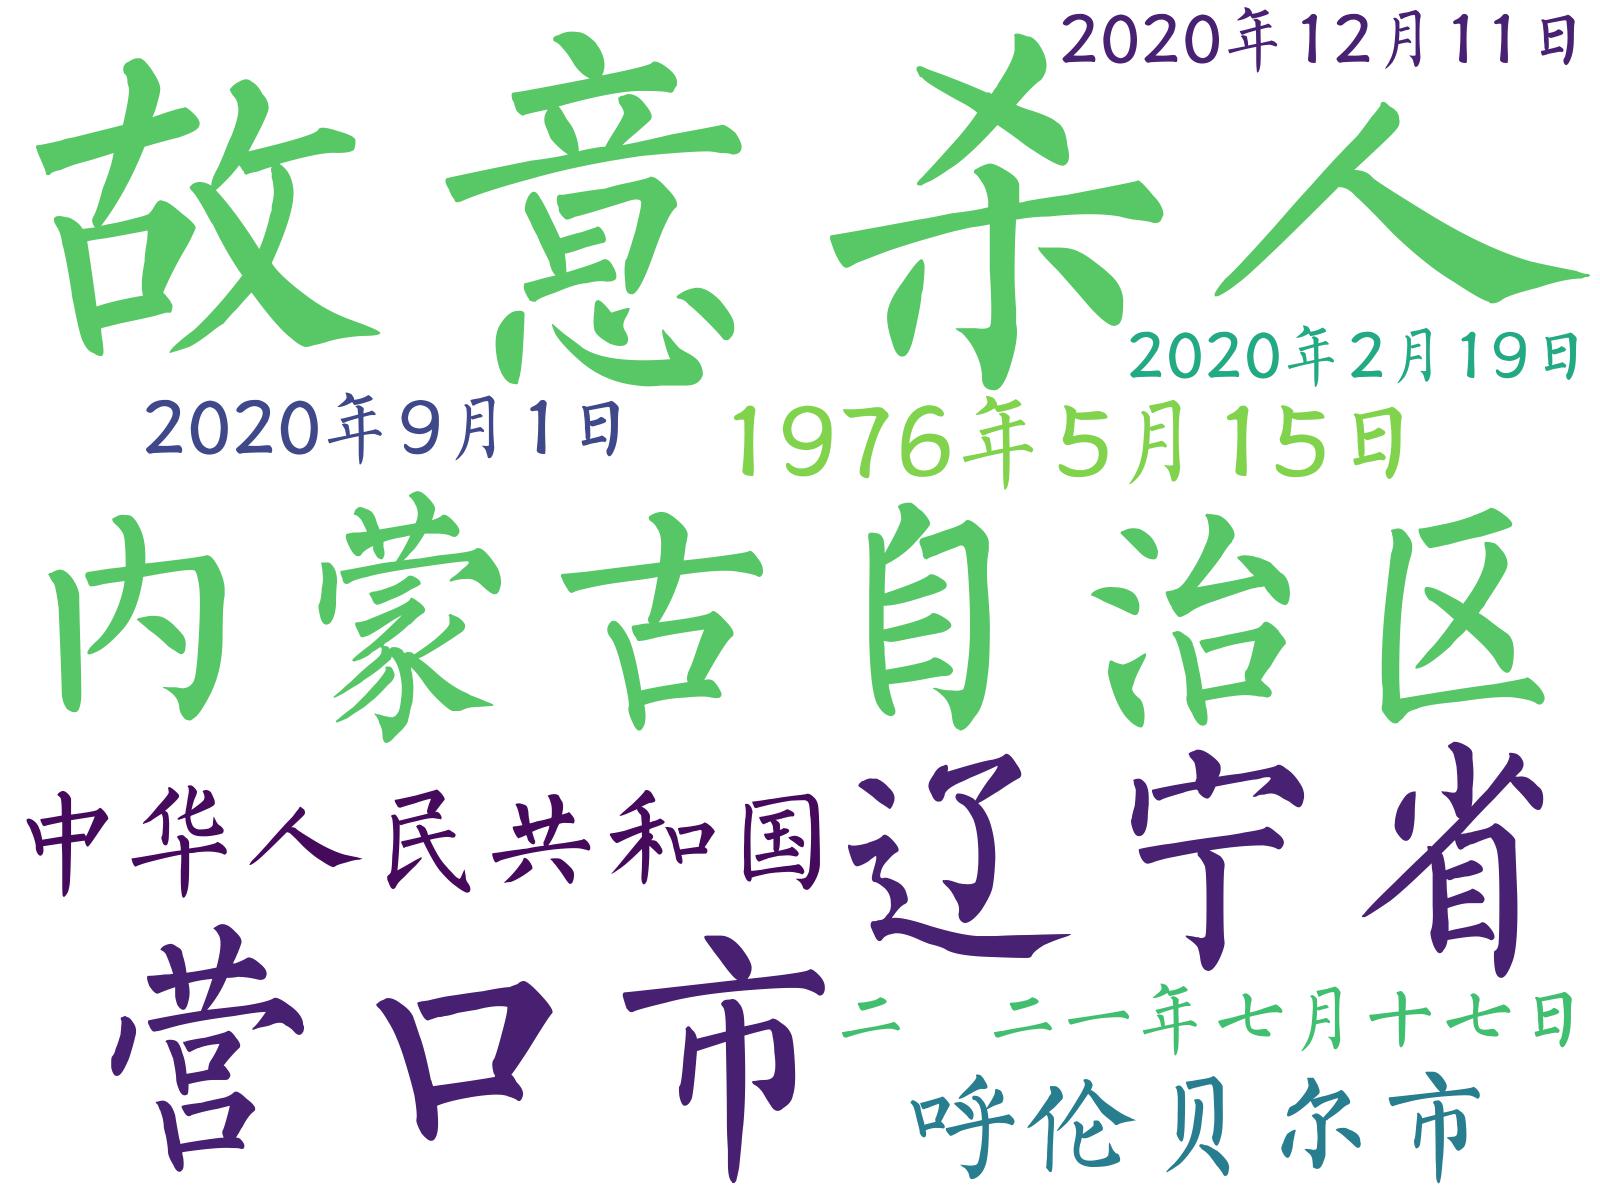 2020年12月11日
故意杀人
2020年2月19日
2020年9月1日
1976年5月15日
内蒙古自治区
中华人民共和国
辽宁省
营口市
二 二一年七月十七日
呼伦贝尔市